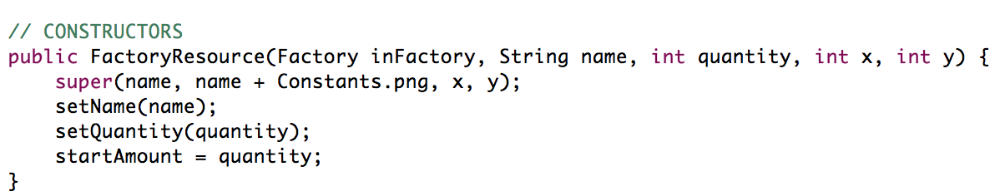 // CONSTRUCTORS
public FactoryResource(Factory inFactory, String name, int quantity, int x, int y) {
    super(name, name + Constants.png, x, y);
    setName(name);
    setQuantity(quantity);
    startAmount = quantity;
}